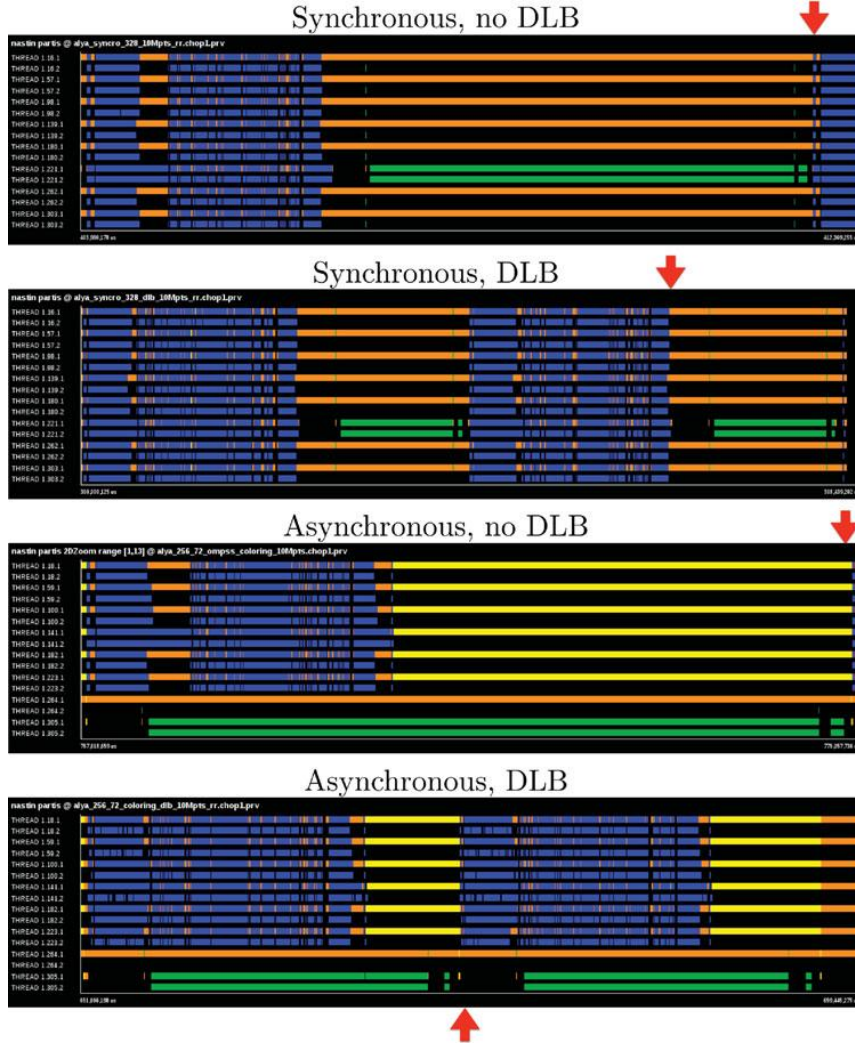 Synchronous, no DLB
nastin partis @ alya_syncro_328_10Mpts_rr.chop1.prv
THREAD 1.16.1
THREAD 1.16.2
THREAD 1.57.1
THREAD 1.57.2
THREAD 1.98.1
THREAD 1.98.2
THREAD 1.139.1
THREAD 1.139.2
THREAD 1.180.1
THREAD 1.180.2
THREAD 1.221.1
THREAD 1.221.2
THREAD 1.262.1
THREAD 1.262.2
THREAD 1.303.1
THREAD 1.303.2
Synchronous, DLB
nastin partis @ alya_syncro_328_dlb_10Mpts_rr.chop1.prv
THREAD 1.16.1
THREAD 1.16.2
THREAD 1.57.1
THREAD 1.57.2
THREAD 1.98.1
THREAD 1.98.2
THREAD 1.139.1
THREAD 1.139.2
THREAD 1.180.1
THREAD 1.180.2
THREAD 1.221.1
THREAD 1.221.2
THREAD 1.262.1
THREAD 1.262.2
THREAD 1.303.1
THREAD 1.303.2
Asynchronous, no DLB
nastin partis 2DZoom range [1,13] @ alya_256_72_ompss_coloring_10Mpts.chop1.prv
THREAD 1.18.1
THREAD 1.18.2
THREAD 1.59.1
THREAD 1.59.2
THREAD 1.100.1
THREAD 1.100.2
THREAD 1.141.1
THREAD 1.141.2
THREAD 1.182.1
THREAD 1.182.2
THREAD 1.223.1
THREAD 1.223.2
THREAD 1.264.1
THREAD 1.264.2
THREAD 1.305.1
THREAD 1.305.2
Asynchronous, DLB
nastin partis @ alya_256_72_coloring_dlb_10Mpts_rr.chop1.prv
THREAD 1.18.1
THREAD 1.18.2
THREAD 1.59.1
THREAD 1.59.2
THREAD 1.100.1
THREAD 1.100.2
THREAD 1.141.1
THREAD 1.141.2
THREAD 1.182.1
THREAD 1.182.2
THREAD 1.223.1
THREAD 1.223.2
THREAD 1.264.1
THREAD 1.264.2
THREAD 1.305.1
THREAD 1.305.2